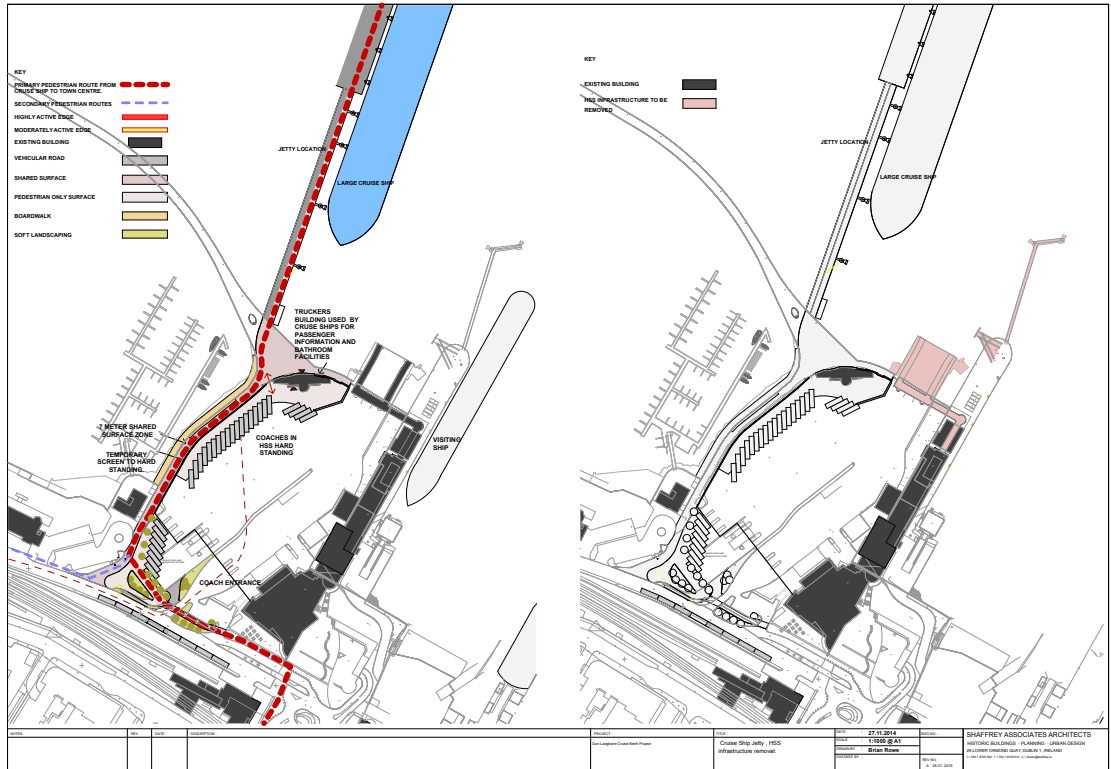 KEY
PRIMARY PEDESTRIAN ROUTE FROM
CRUSE SHIP TO TOWN CENTRE.
SECONDARY PEDESTRIAN ROUTES
HIGHLY ACTIVE EDGE
MODERATELY ACTIVE EDGE
EXISTING BUILDING
VEHICULAR ROAD
SHARED SURFACE
PEDESTRIAN ONLY SURFACE
BOARDWALK
SOFT LANDSCAPING
JETTY LOCATION
LARGE CRUISE SHIP
TRUCKERS
BUILDING USED BY
CRUSE SHIPS FOR
PASSENGER
INFORMATION AND
BATHROOM
FACILITIES
7 METER SHARED
SURFACE ZONE
TEMPORARY
SCREEN TO HARD
STANDING
COACHES IN
HSS HARD
STANDING
VISITING
SHIP
COACH ENTRANCE
KEY
EXISTING BUILDING
HSS INFRASTRUCTURE TO BE
REMOVED
JETTY LOCATION
LARGE CRUISE SHIP
NOTES:
REV:
DATE:
DESCRIPTION:
PROJECT:
Dun Laoghaire Cruise Berth Project
TITLE:
Cruise Ship Jetty , HSS
infrastructure removal:
DATE : 27.11.2014
SCALE : 1:1000 @ A1
DRAWN BY : Brian Rowe
CHECKED BY :
DWG NO.:
REV NO:
SHAFFREY ASSOCIATES ARCHITECTS
HISTORIC BUILDINGS · PLANNING · URBAN DESIGN
29 LOWER ORMOND QUAY, DUBLIN 1, IRELAND